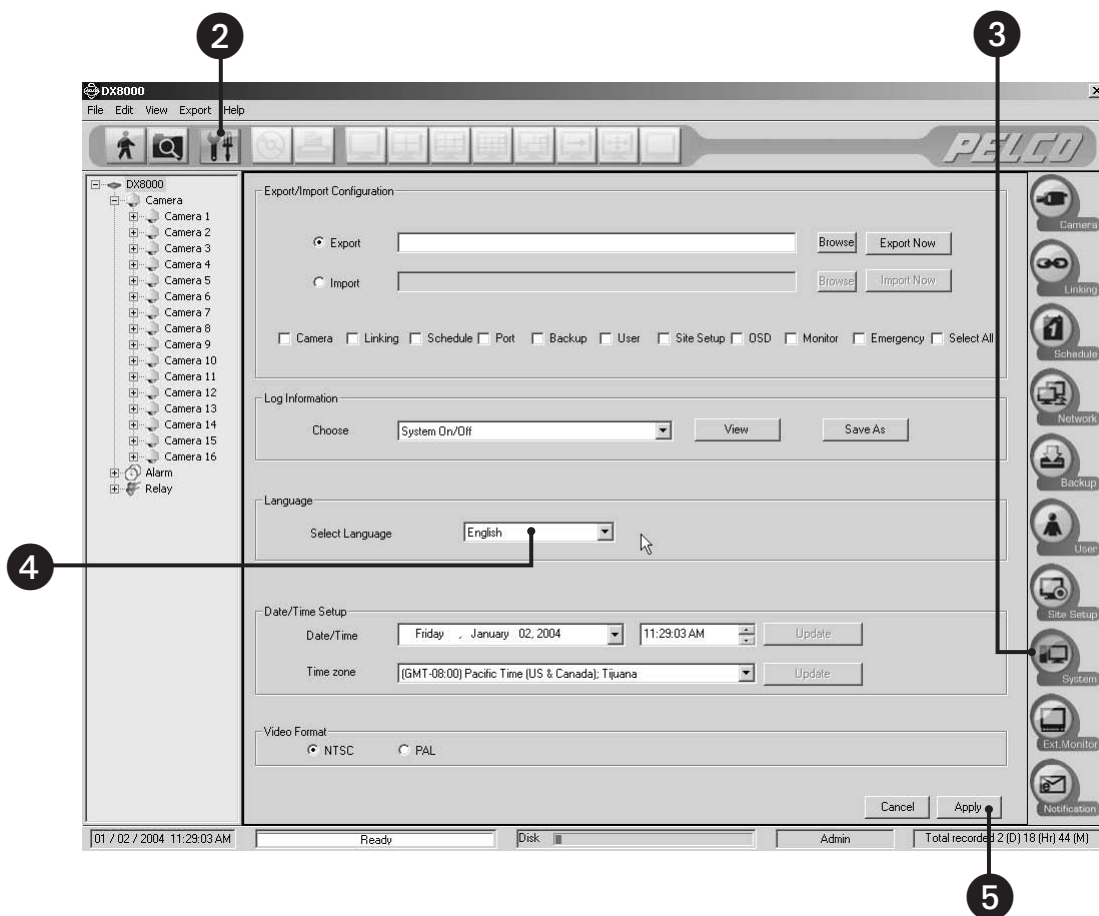 2
3
DX8000
File Edit View Export Help
PELCO
DX8000
Camera
Camera 1
Camera 2
Camera 3
Camera 4
Camera 5
Camera 6
Camera 7
Camera 8
Camera 9
Camera 10
Camera 11
Camera 12
Camera 13
Camera 14
Camera 15
Camera 16
Alarm
Relay
Export/Import Configuration
Export Browse Export Now
Import Browse Import Now
Camera Linking Schedule Port Backup User Site Setup OSD Monitor Emergency Select All
Log Information
Choose System On/Off View Save As
Language
Select Language English
4
Date/Time Setup
Date/Time Friday , January 02, 2004 11:29:03 AM Update
Time zone (GMT-08:00) Pacific Time (US & Canada); Tijuana Update
Video Format
NTSC PAL
Cancel Apply
Camera
Linking
Schedule
Network
Backup
User
Site Setup
System
Ext.Monitor
Notification
01 / 02 / 2004 11:29:03 AM Ready Disk Admin Total recorded 2 (D) 18 (Hr) 44 (M)
5